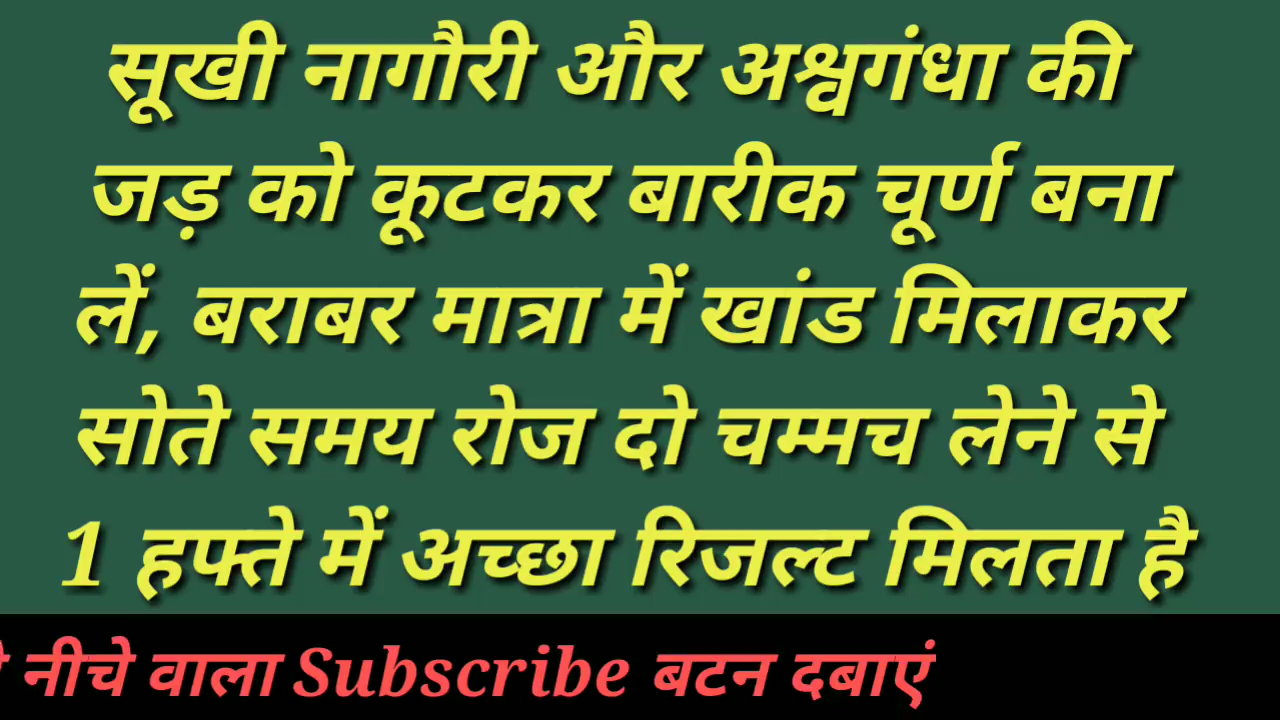 सूखी नागौरी और अश्वगंधा की
जड़ को कूटकर बारीक चूर्ण बना
लें, बराबर मात्रा में खांड मिलाकर
सोते समय रोज दो चम्मच लेने से
1 हफ्ते में अच्छा रिजल्ट मिलता है
नीचे वाला Subscribe बटन दबाएं